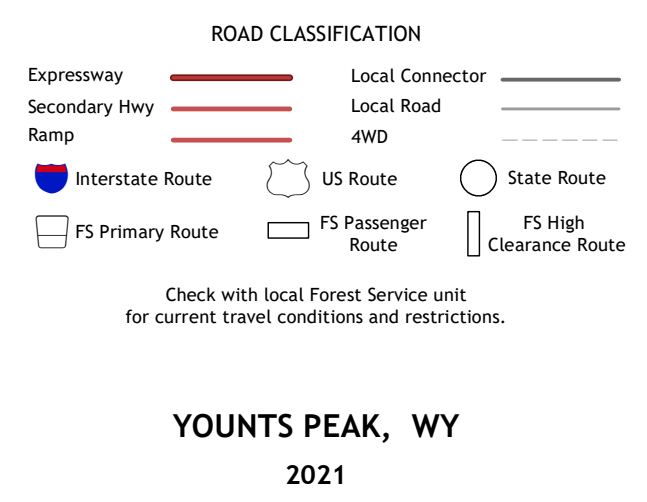 ROAD CLASSIFICATION
Expressway
Local Connector
Secondary Hwy
Local Road
Ramp
4WD
Interstate Route
US Route
State Route
FS Primary Route
FS Passenger
Route
FS High
Clearance Route
Check with local Forest Service unit
for current travel conditions and restrictions.
YOUNTS PEAK, WY
2021